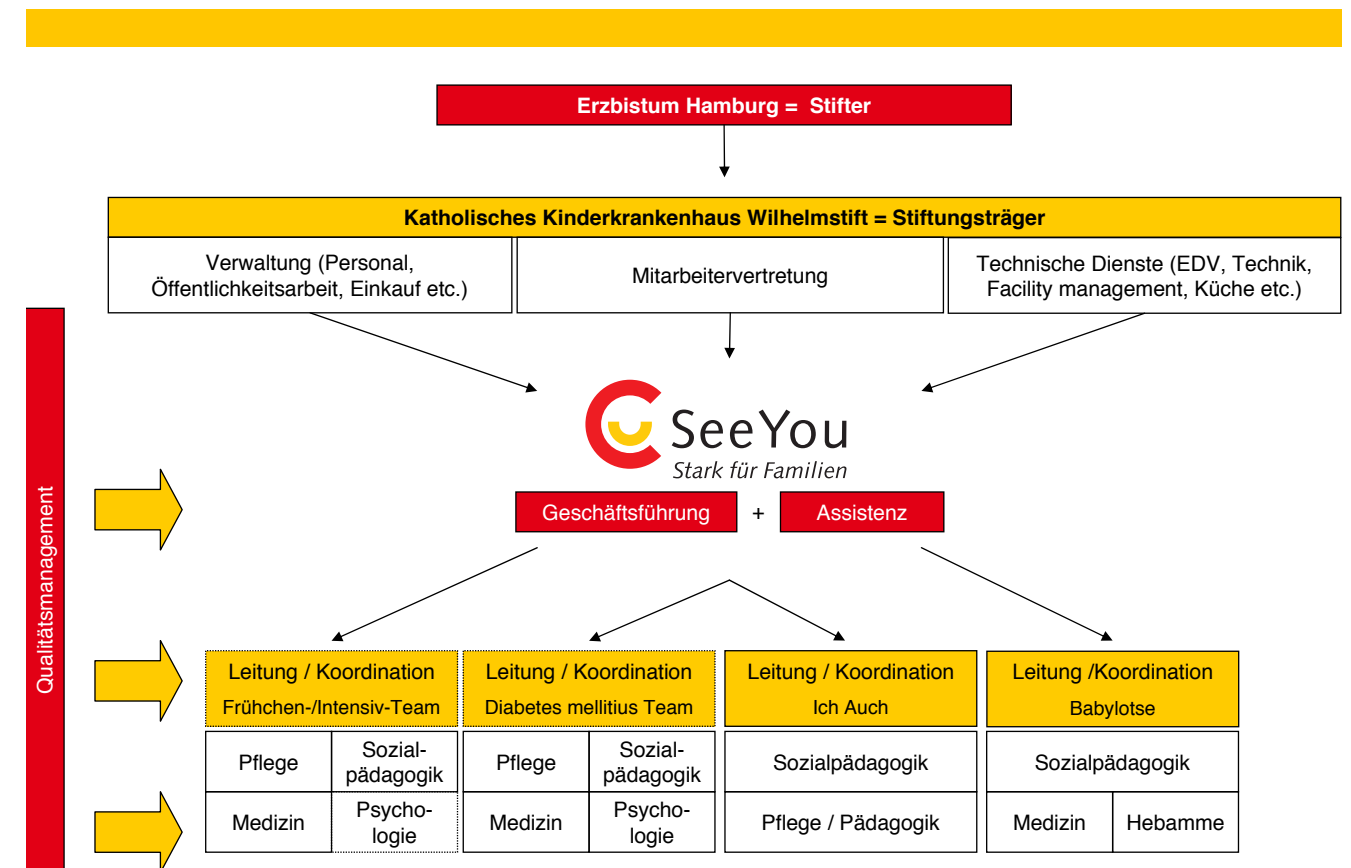 Erzbistum Hamburg = Stifter
Katholisches Kinderkrankenhaus Wilhelmstift = Stiftungsträger
Verwaltung (Personal,
Öffentlichkeitsarbeit, Einkauf etc.)
Mitarbeitervertretung
Technische Dienste (EDV, Technik,
Facility management, Küche etc.)
SeeYou
Stark für Familien
Geschäftsführung + Assistenz
Qualitätsmanagement
Leitung / Koordination
Frühchen-/Intensiv-Team
Leitung / Koordination
Diabetes mellitius Team
Leitung / Koordination
Ich Auch
Leitung /Koordination
Babylotse
Pflege
Sozial-
pädagogik
Pflege
Sozial-
pädagogik
Sozialpädagogik
Sozialpädagogik
Medizin
Psycho-
logie
Medizin
Psycho-
logie
Pflege / Pädagogik
Medizin
Hebamme